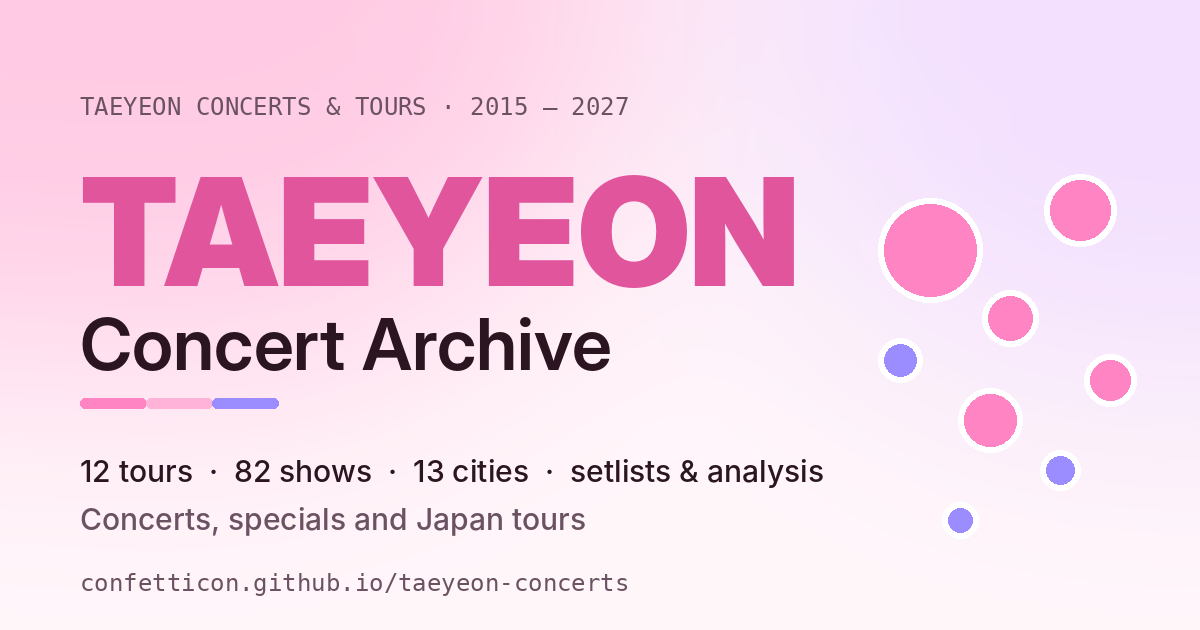 TAEYEON CONCERTS & TOURS · 2015 — 2027
TAEYEON
Concert Archive
12 tours · 82 shows · 13 cities · setlists & analysis
Concerts, specials and Japan tours
confetticon.github.io/taeyeon-concerts